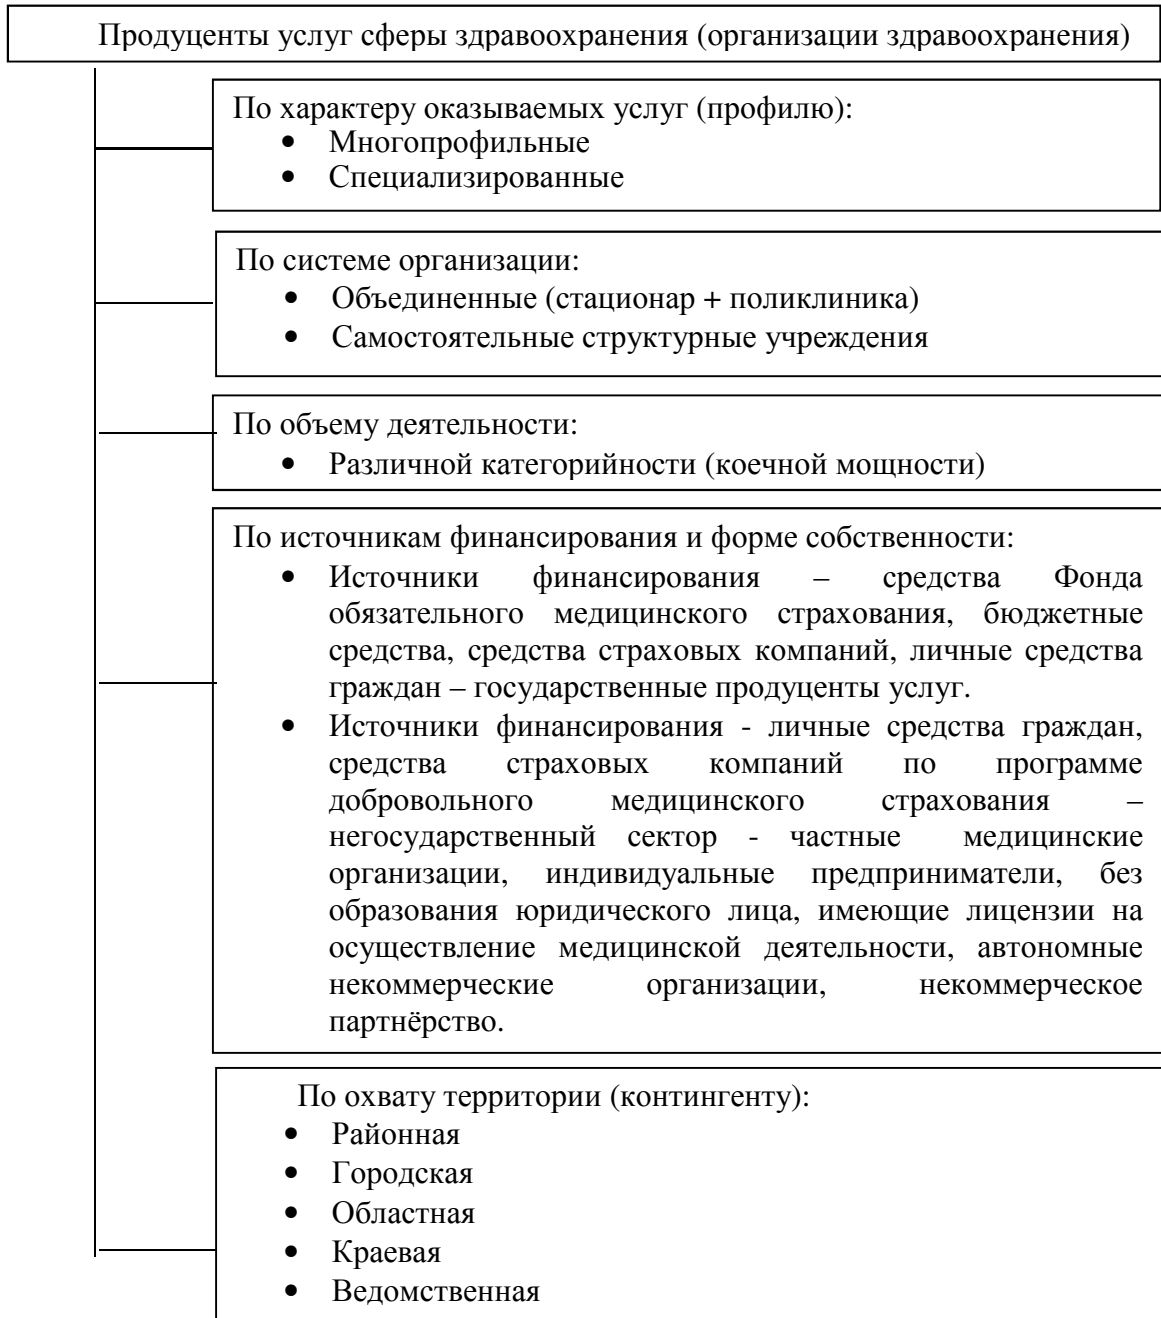 Продуценты услуг сферы здравоохранения (организации здравоохранения)
По характеру оказываемых услуг (профилю):
• Многопрофильные
• Специализированные
По системе организации:
• Объединенные (стационар + поликлиника)
• Самостоятельные структурные учреждения
По объему деятельности:
• Различной категорийности (коечной мощности)
По источникам финансирования и форме собственности:
• Источники финансирования – средства Фонда
обязательного медицинского страхования, бюджетные
средства, средства страховых компаний, личные средства
граждан – государственные продуценты услуг.
• Источники финансирования - личные средства граждан,
средства страховых компаний по программе
добровольного медицинского страхования –
негосударственный сектор - частные медицинские
организации, индивидуальные предприниматели, без
образования юридического лица, имеющие лицензии на
осуществление медицинской деятельности, автономные
некоммерческие организации, некоммерческое
партнёрство.
По охвату территории (контингенту):
• Районная
• Городская
• Областная
• Краевая
• Ведомственная